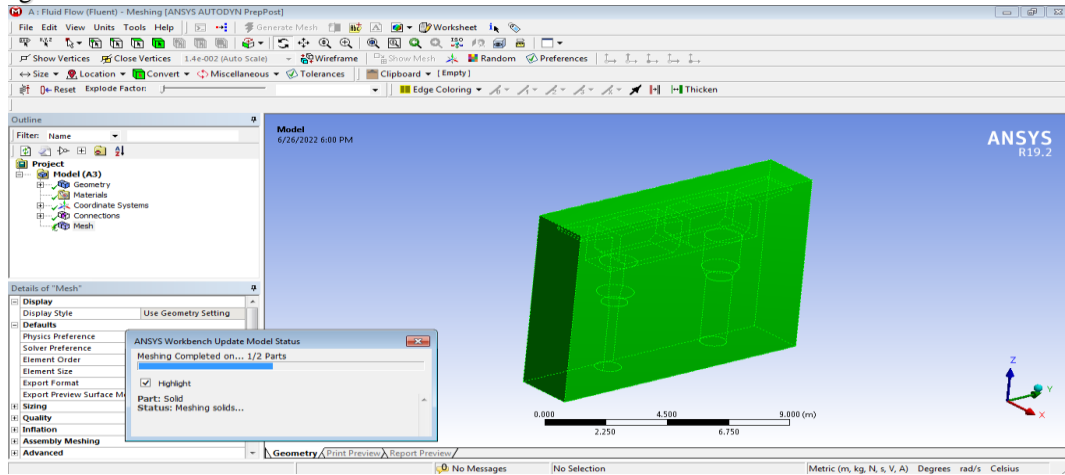 A : Fluid Flow (Fluent) - Meshing [ANSYS AUTODYN PrepPost]
File Edit View Units Tools Help Generate Mesh Worksheet
Show Vertices Close Vertices 1.4e-002 (Auto Scale) Wireframe Show Mesh Random Preferences
Size Location Convert Miscellaneous Tolerances Clipboard [Empty]
Reset Explode Factor: Edge Coloring Thicken
Outline
Filter: Name
Project
Model (A3)
Geometry
Materials
Coordinate Systems
Connections
Mesh
Details of "Mesh"
Display
Display Style Use Geometry Setting
Defaults
Physics Preference
Solver Preference
Element Order
Element Size
Export Format
Export Preview Surface M
Sizing
Quality
Inflation
Assembly Meshing
Advanced
ANSYS Workbench Update Model Status
Meshing Completed on... 1/2 Parts
Highlight
Part: Solid
Status: Meshing solids...
Model
6/26/2022 6:00 PM
ANSYS
R19.2
0.000 4.500 9.000 (m)
2.250 6.750
Z
Y
X
Geometry Print Preview Report Preview
0 No Messages No Selection Metric (m, kg, N, s, V, A) Degrees rad/s Celsius